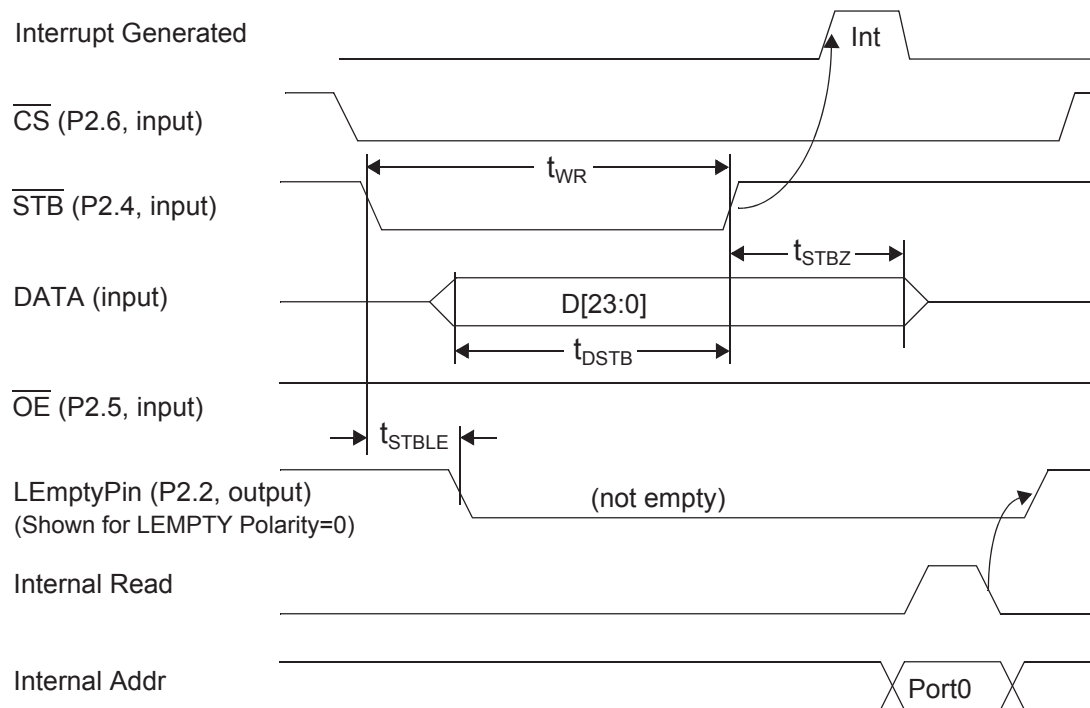 Interrupt Generated
Int
CS (P2.6, input)
tWR
STB (P2.4, input)
tSTBZ
DATA (input)
D[23:0]
tDSTB
OE (P2.5, input)
tSTBLE
LEmptyPin (P2.2, output)
(not empty)
(Shown for LEMPTY Polarity=0)
Internal Read
Internal Addr
Port0